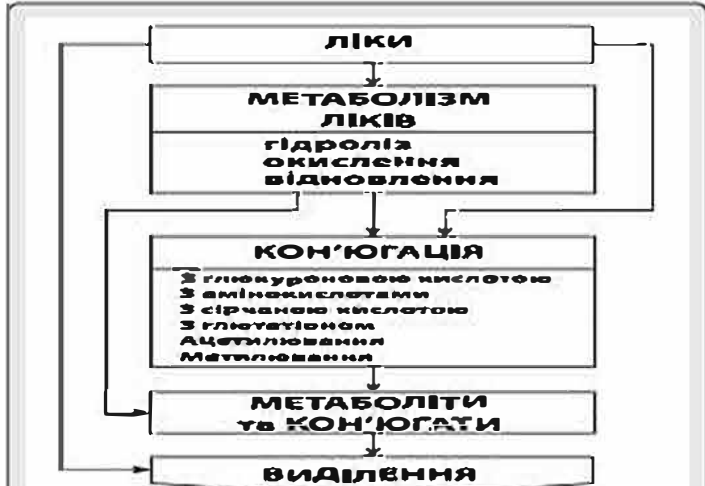 ЛІКИ
МЕТАБОЛІЗМ
ЛІКІВ
гідроліз
окислення
відновлення
КОН'ЮГАЦІЯ
З глюкуроновою кислотою
З амінокислотами
З сірчаною кислотою
З глютатіоном
Ацетилювання
Метилювання
МЕТАБОЛІТИ
та КОН'ЮГАТИ
ВИДІЛЕННЯ